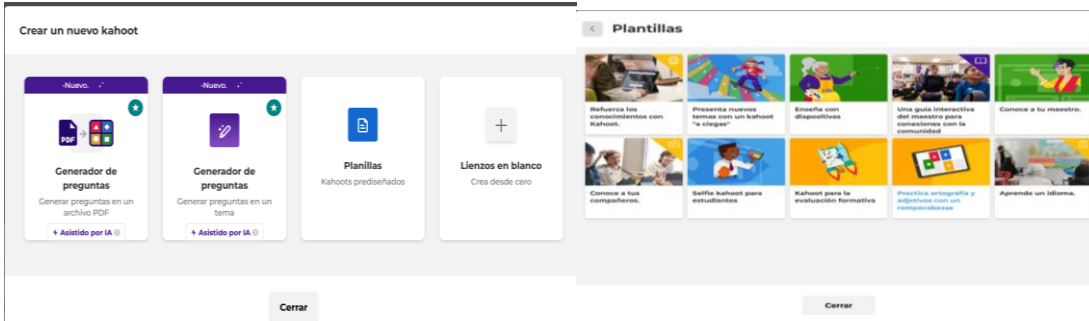 Crear un nuevo kahoot
-Nuevo.
Generador de
preguntas
Generar preguntas en un
archivo PDF
Asistido por IA
-Nuevo.
Generador de
preguntas
Generar preguntas en un
tema
Asistido por IA
Planillas
Kahoots prediseñados
Lienzos en blanco
Crea desde cero
PDF
Cerrar
Plantillas
Refuerza los
conocimientos con
Kahoot.
Presenta nuevos
temas con un kahoot
"a ciegas"
Enseña con
diapositivas
Una guía interactiva
del maestro para
conexiones con la
comunidad
Conoce a tu maestro.
Conoce a tus
compañeros.
Selfie kahoot para
estudiantes
Kahoot para la
evaluación formativa
Practica ortografía y
adjetivos con un
rompecabezas
Aprende un idioma.
Cerrar